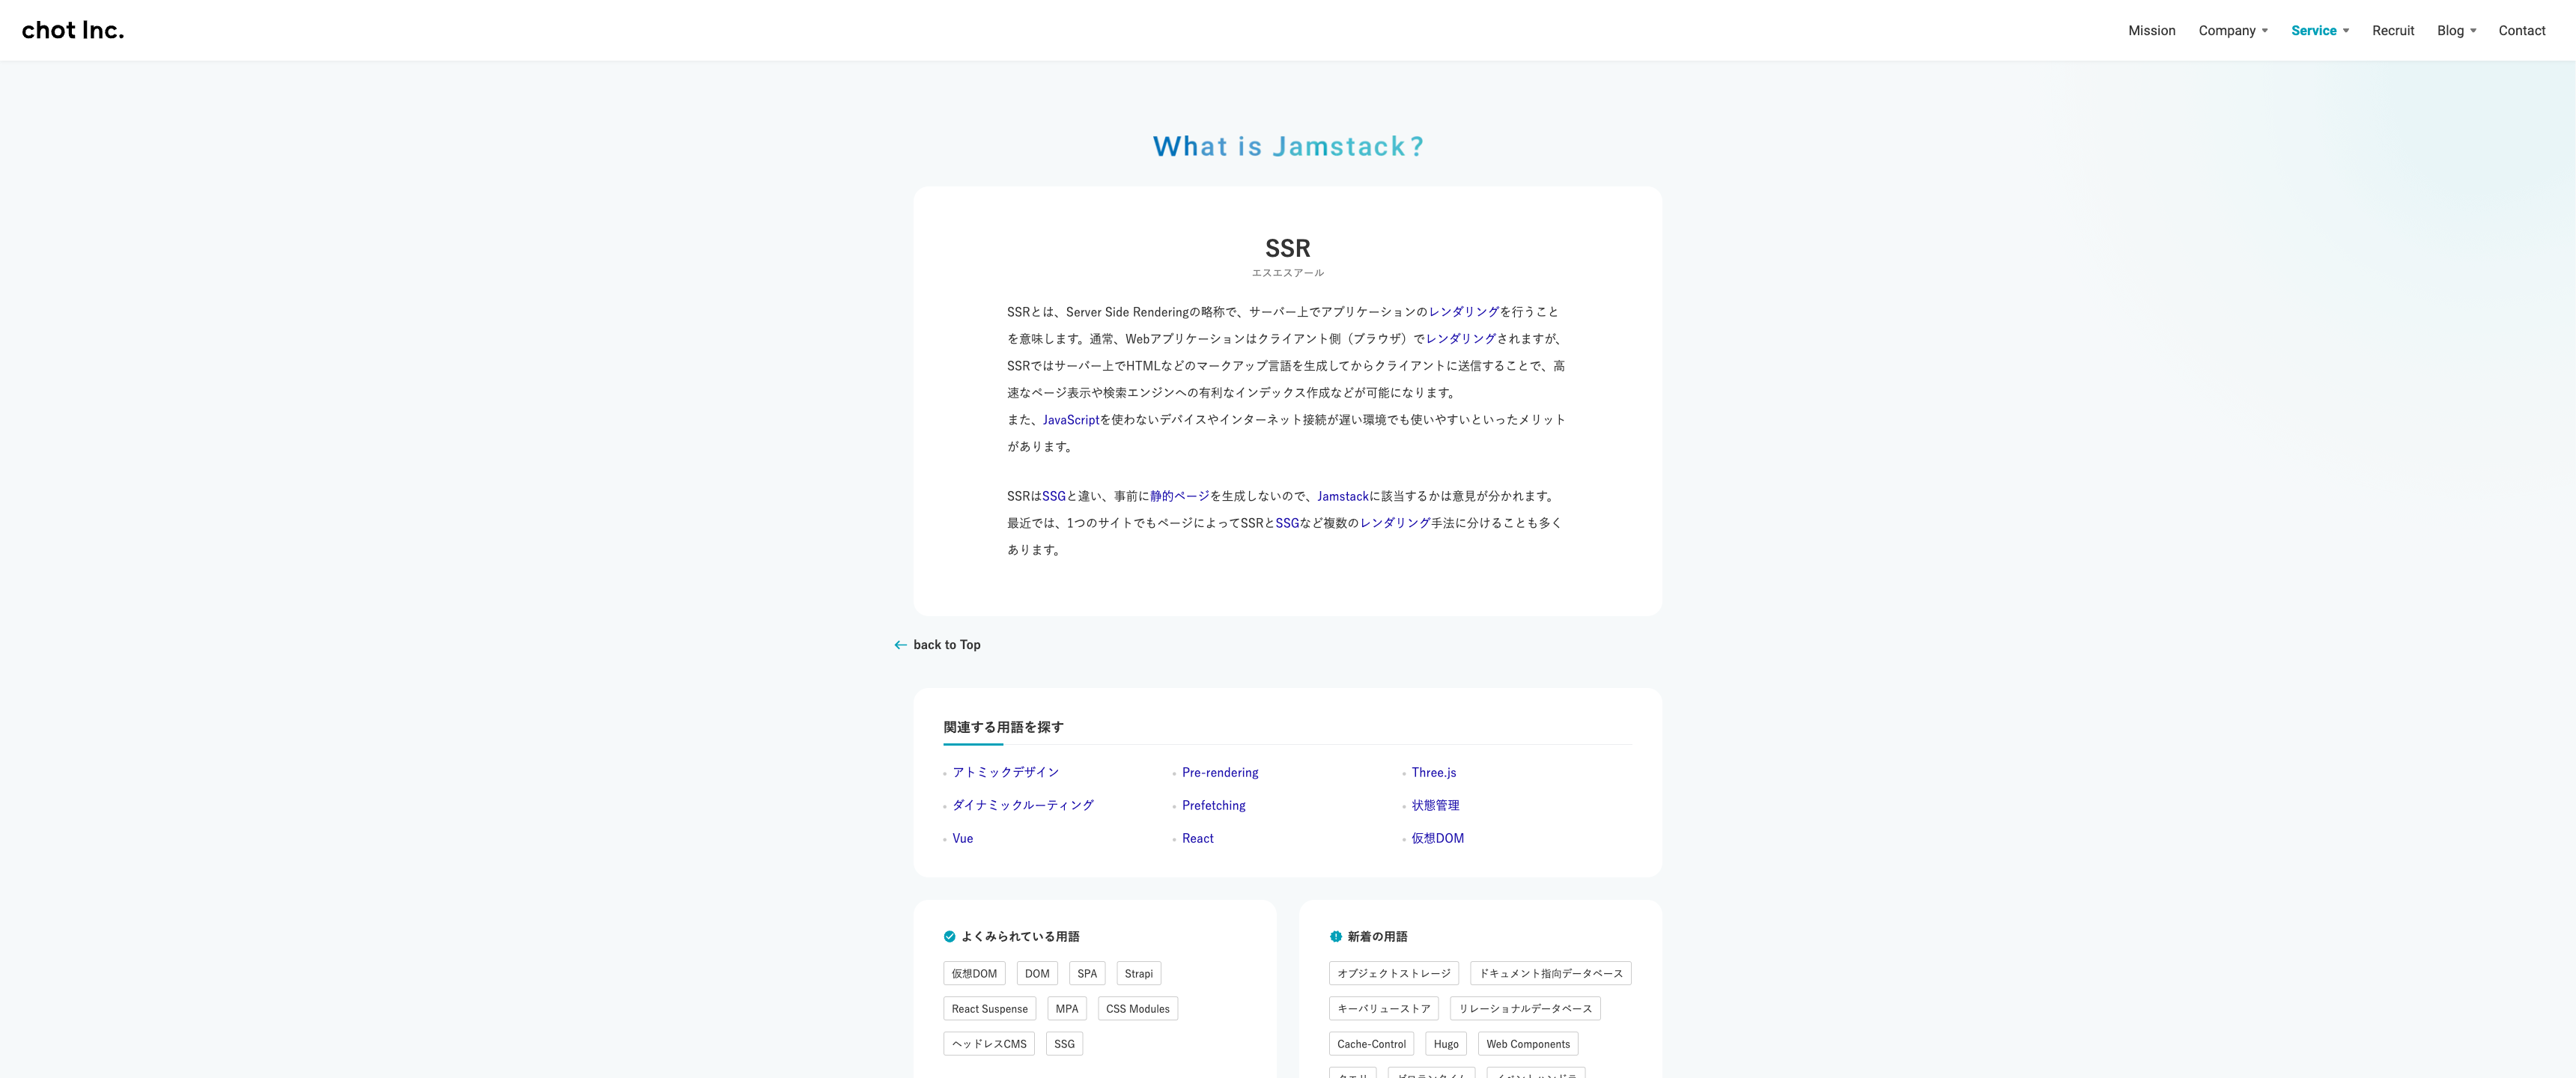 chot Inc.
Mission
Company
Service
Recruit
Blog
Contact
What is Jamstack?
SSR
エスエスアール
SSRとは、Server Side Renderingの略称で、サーバー上でアプリケーションのレンダリングを行うこと
を意味します。通常、Webアプリケーションはクライアント側（ブラウザ）でレンダリングされますが、
SSRではサーバー上でHTMLなどのマークアップ言語を生成してからクライアントに送信することで、高
速なページ表示や検索エンジンへの有利なインデックス作成などが可能になります。
また、JavaScriptを使わないデバイスやインターネット接続が遅い環境でも使いやすいといったメリット
があります。
SSRはSSGと違い、事前に静的ページを生成しないので、Jamstackに該当するかは意見が分かれます。
最近では、1つのサイトでもページによってSSRとSSGなど複数のレンダリング手法に分けることも多く
あります。
back to Top
関連する用語を探す
アトミックデザイン
Pre-rendering
Three.js
ダイナミックルーティング
Prefetching
状態管理
Vue
React
仮想DOM
よくみられている用語
仮想DOM
DOM
SPA
Strapi
React Suspense
MPA
CSS Modules
ヘッドレスCMS
SSG
新着の用語
オブジェクトストレージ
ドキュメント指向データベース
キーバリューストア
リレーショナルデータベース
Cache-Control
Hugo
Web Components